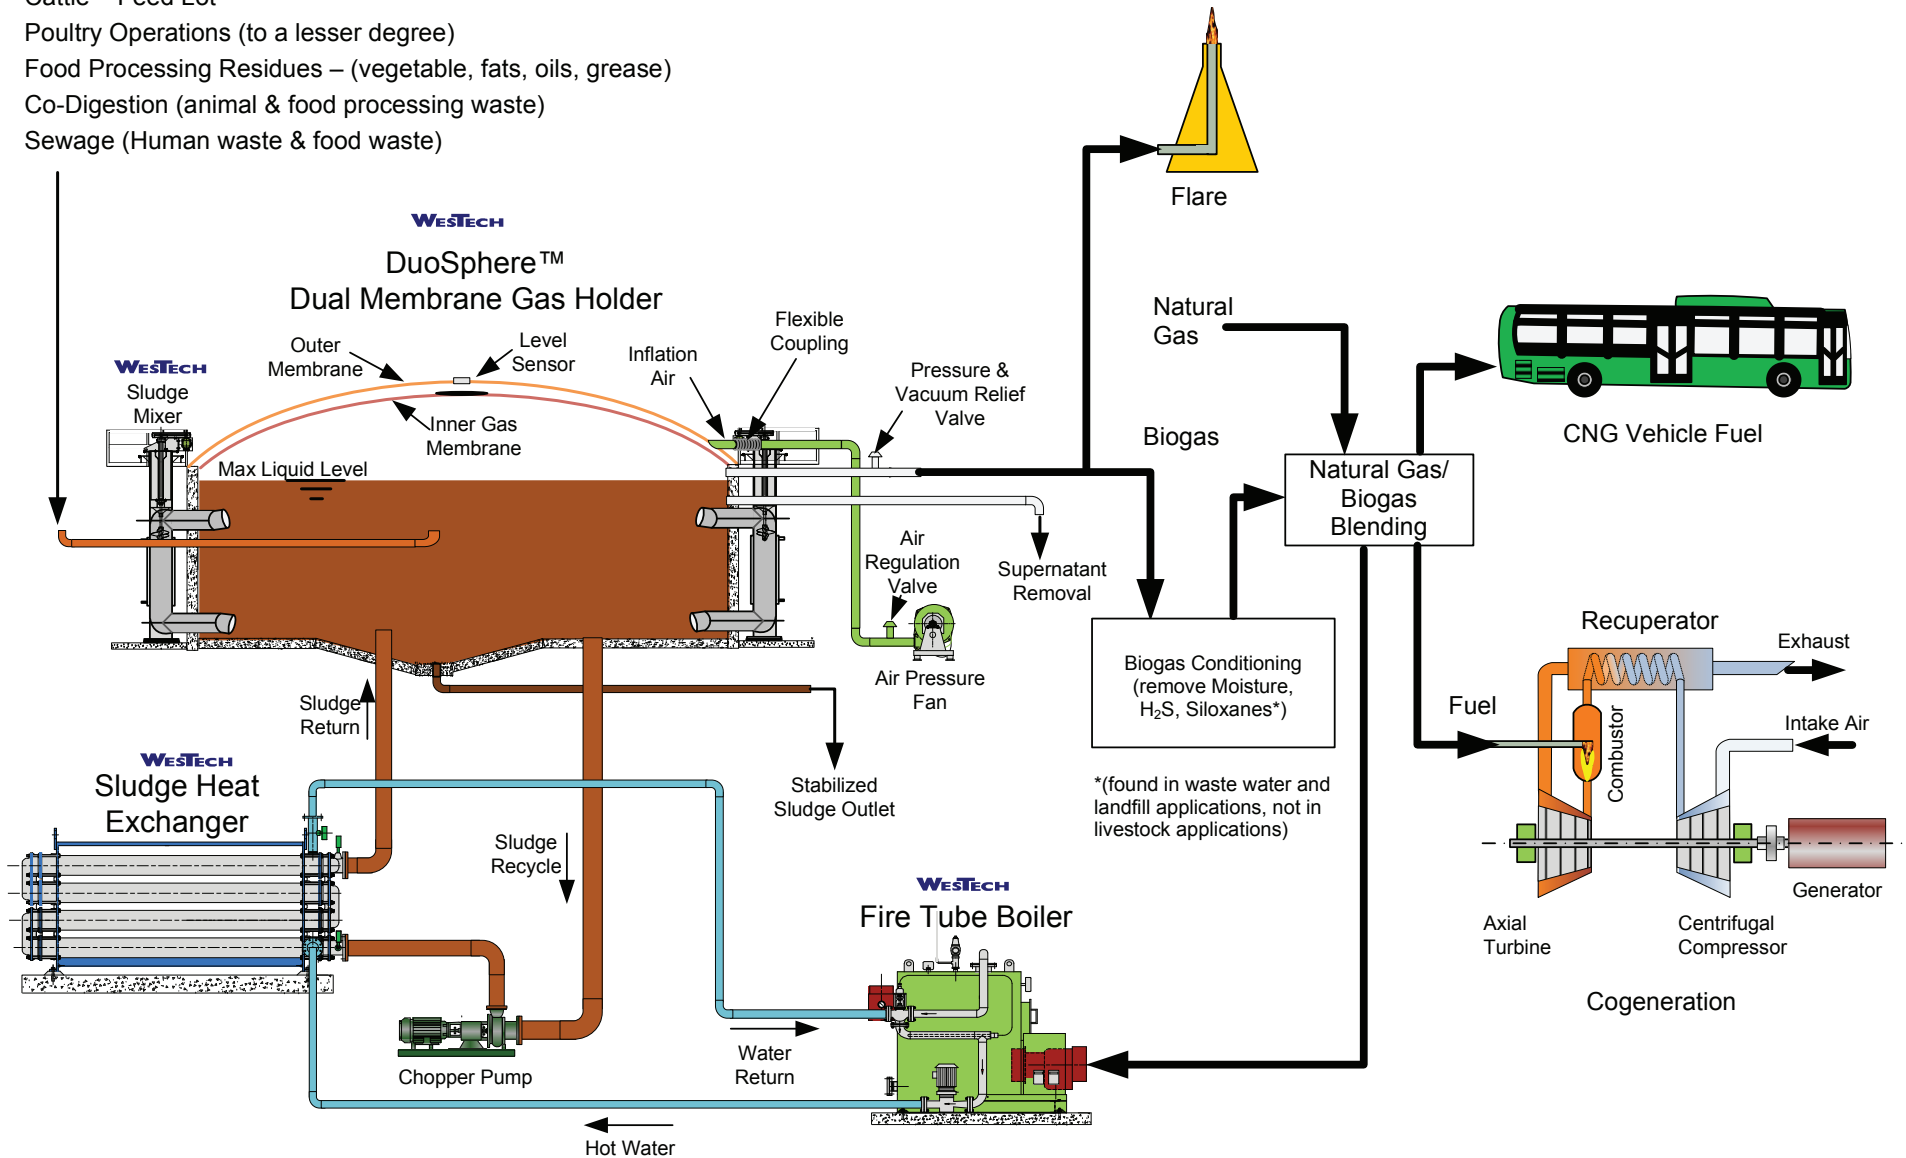 Poultry Operations (to a lesser degree)
Food Processing Residues – (vegetable, fats, oils, grease)
Co-Digestion (animal & food processing waste)
Sewage (Human waste & food waste)
WESTECH
DuoSphere™
Dual Membrane Gas Holder
Outer
Membrane
Level
Sensor
Inflation
Air
Flexible
Coupling
Pressure &
Vacuum Relief
Valve
WESTECH
Sludge
Mixer
Inner Gas
Membrane
Max Liquid Level
Air
Regulation
Valve
Supernatant
Removal
Air Pressure
Fan
Sludge
Return
Stabilized
Sludge Outlet
WESTECH
Sludge Heat
Exchanger
Sludge
Recycle
Chopper Pump
Water
Return
Hot Water
WESTECH
Fire Tube Boiler
Flare
Natural
Gas
Biogas
Natural Gas/
Biogas
Blending
Biogas Conditioning
(remove Moisture,
H₂S, Siloxanes*)
*(found in waste water and
landfill applications, not in
livestock applications)
CNG Vehicle Fuel
Recuperator
Exhaust
Fuel
Combustor
Intake Air
Generator
Axial
Turbine
Centrifugal
Compressor
Cogeneration